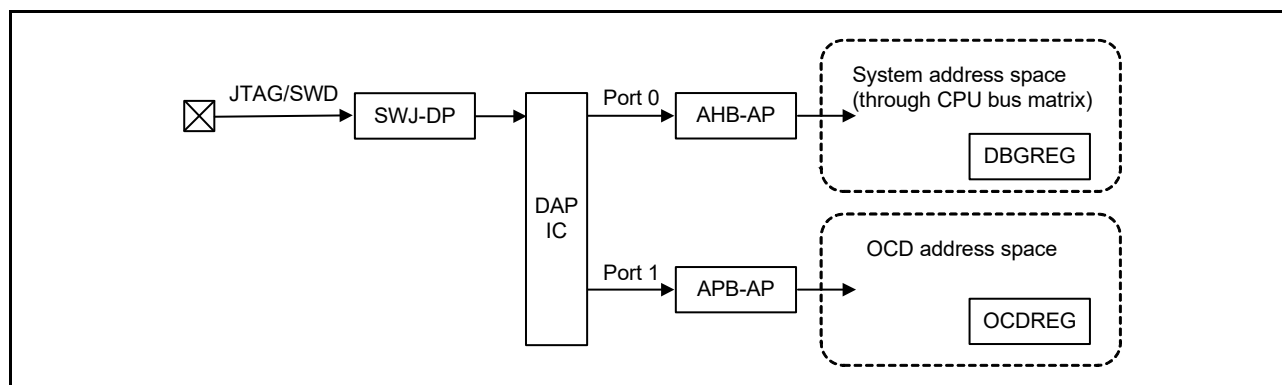 JTAG/SWD
SWJ-DP
DAP
IC
Port 0
AHB-AP
System address space
(through CPU bus matrix)
DBGREG
Port 1
APB-AP
OCD address space
OCDREG